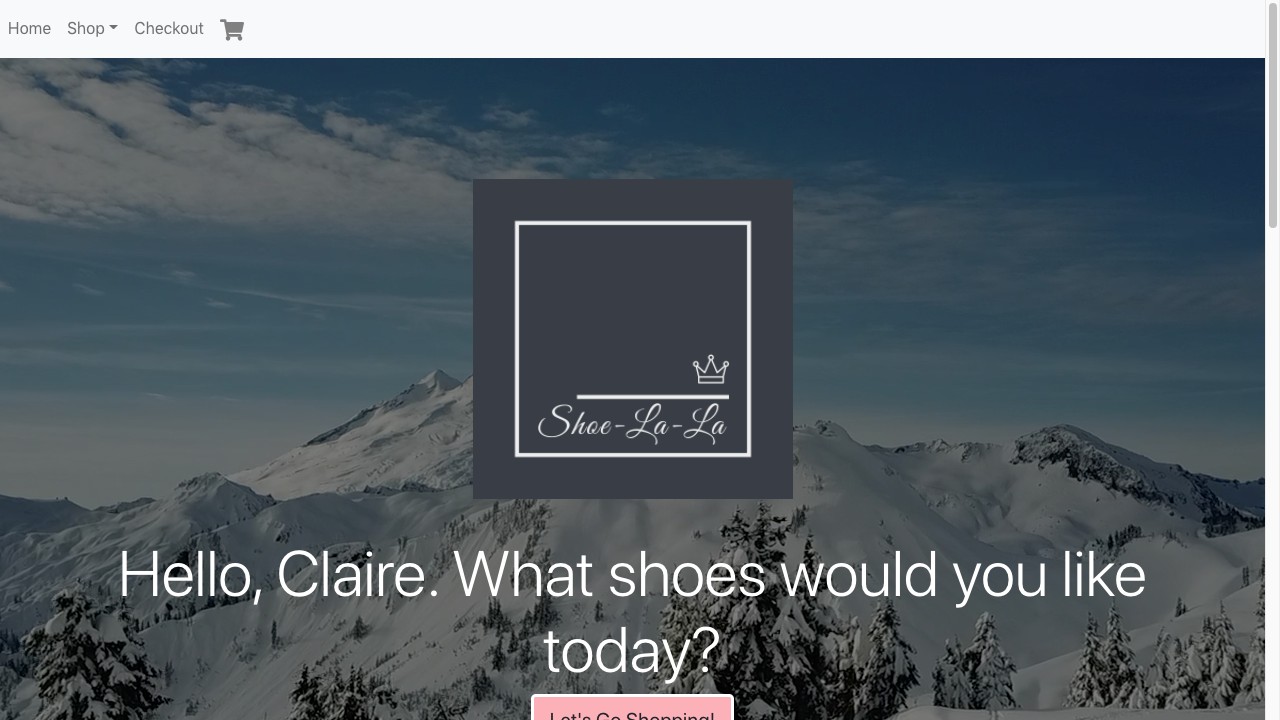 Home Shop Checkout
Shoe-La-La
Hello, Claire. What shoes would you like
today?
Let's Go Shopping!